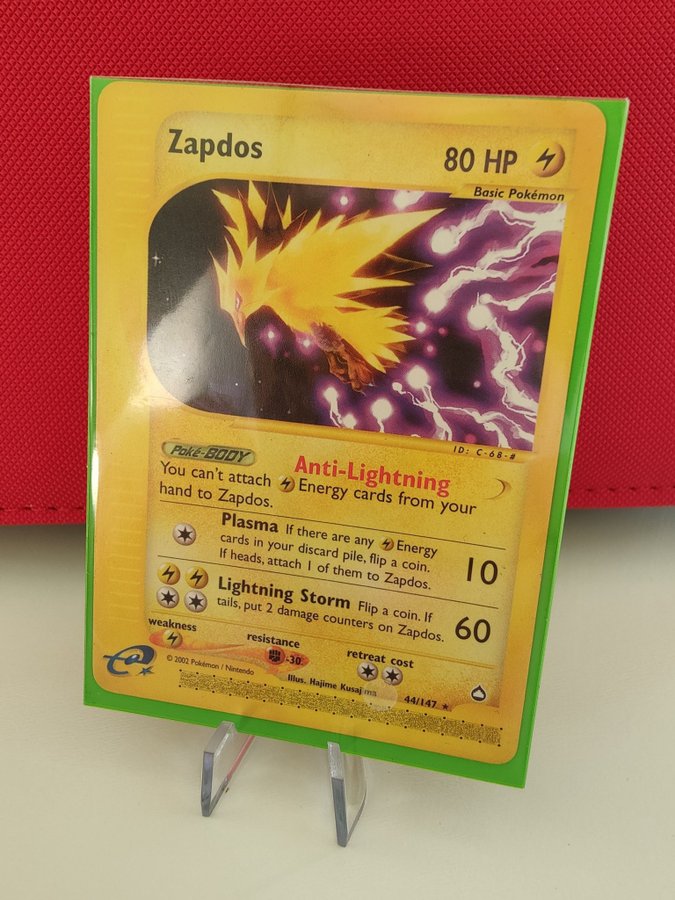 Zapdos
80 HP
Basic Pokémon
ID: C-68-#
Poké-BODY
Anti-Lightning
You can't attach Energy cards from your
hand to Zapdos.
Plasma If there are any Energy
cards in your discard pile, flip a coin.
If heads, attach 1 of them to Zapdos.
10
Lightning Storm Flip a coin. If
tails, put 2 damage counters on Zapdos.
60
weakness
resistance
-30
retreat cost
e
© 2002 Pokémon / Nintendo
Illus. Hajime Kusajima
44/147 ★